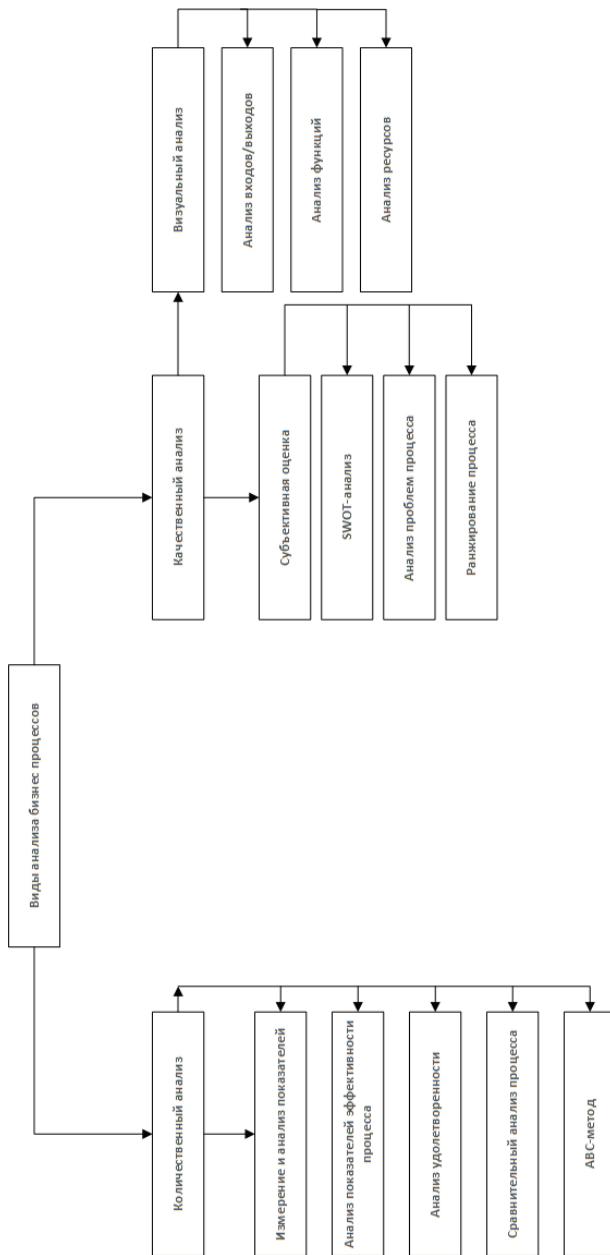 Виды анализа бизнес процессов
Количественный анализ
Измерение и анализ показателей
Анализ показателей эффективности
процесса
Анализ удолетворенности
Сравнительный анализ процесса
ABC-метод
Качественный анализ
Субъективная оценка
SWOT-анализ
Анализ проблем процесса
Ранжирование процесса
Визуальный анализ
Анализ входов/выходов
Анализ функций
Анализ ресурсов